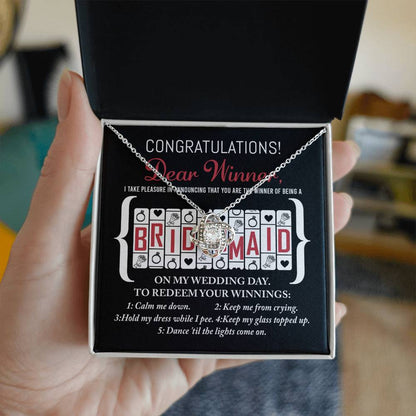 CONGRATULATIONS!
Dear Winner,
I TAKE PLEASURE IN ANNOUNCING THAT YOU ARE THE WINNER OF BEING A
BRIDESMAID
ON MY WEDDING DAY.
TO REDEEM YOUR WINNINGS:
1: Calm me down. 2: Keep me from crying.
3:Hold my dress while I pee. 4:Keep my glass topped up.
5: Dance 'til the lights come on.